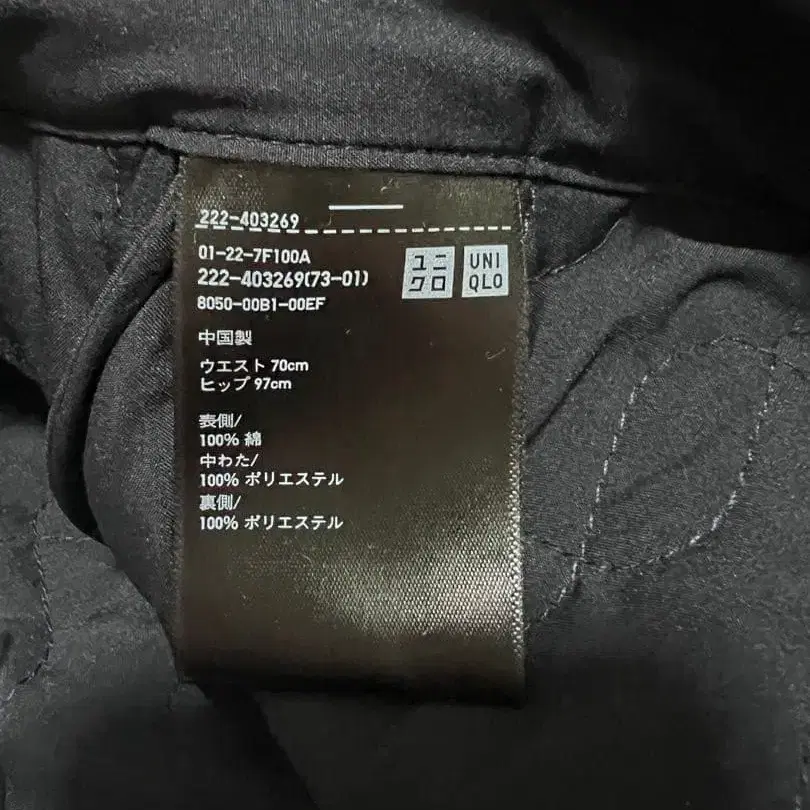 222-403269
01-22-7F100A
222-403269(73-01)
8050-00B1-00EF
ユニ
クロ
UNI
QLO
中国製
ウエスト 70cm
ヒップ 97cm
表側/
100% 綿
中わた/
100% ポリエステル
裏側/
100% ポリエステル